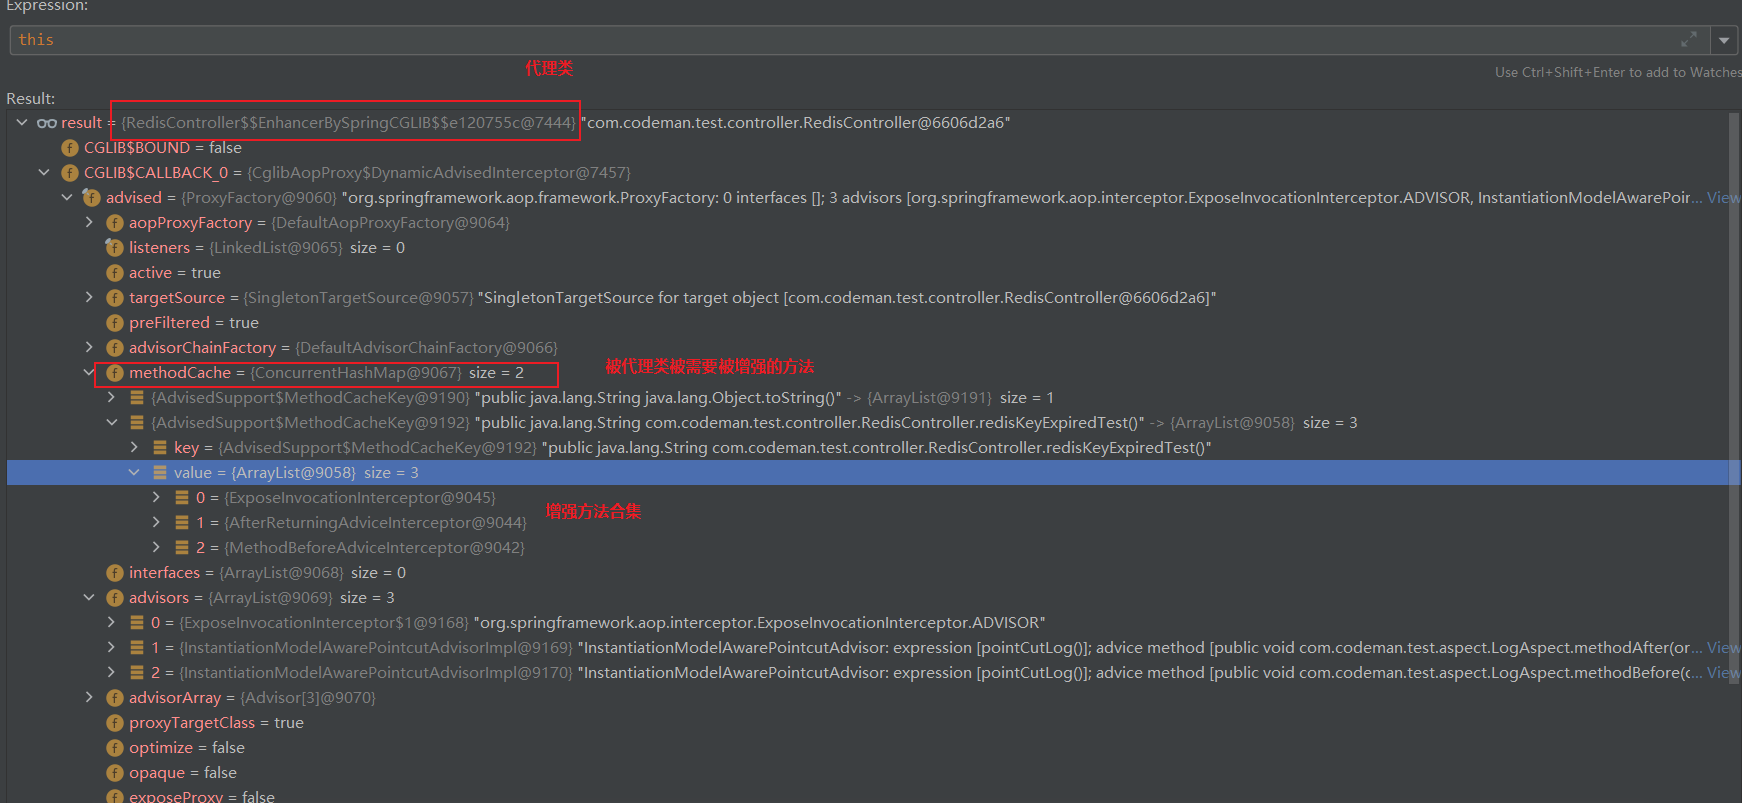 Expression:
this
代理类
Use Ctrl+Shift+Enter to add to Watches
Result:
result = {RedisController$$EnhancerBySpringCGLIB$$e120755c@7444} "com.codeman.test.controller.RedisController@6606d2a6"
CGLIB$BOUND = false
CGLIB$CALLBACK_0 = {CglibAopProxy$DynamicAdvisedInterceptor@7457}
advised = {ProxyFactory@9060} "org.springframework.aop.framework.ProxyFactory: 0 interfaces []; 3 advisors [org.springframework.aop.interceptor.ExposeInvocationInterceptor.ADVISOR, InstantiationModelAwarePoir... View
aopProxyFactory = {DefaultAopProxyFactory@9064}
listeners = {LinkedList@9065} size = 0
active = true
targetSource = {SingletonTargetSource@9057} "SingletonTargetSource for target object [com.codeman.test.controller.RedisController@6606d2a6]"
preFiltered = true
advisorChainFactory = {DefaultAdvisorChainFactory@9066}
被代理类被需要被增强的方法
methodCache = {ConcurrentHashMap@9067} size = 2
{AdvisedSupport$MethodCacheKey@9190} "public java.lang.String java.lang.Object.toString()" -> {ArrayList@9191} size = 1
{AdvisedSupport$MethodCacheKey@9192} "public java.lang.String com.codeman.test.controller.RedisController.redisKeyExpiredTest()" -> {ArrayList@9058} size = 3
key = {AdvisedSupport$MethodCacheKey@9192} "public java.lang.String com.codeman.test.controller.RedisController.redisKeyExpiredTest()"
value = {ArrayList@9058} size = 3
0 = {ExposeInvocationInterceptor@9045}
增强方法合集
1 = {AfterReturningAdviceInterceptor@9044}
2 = {MethodBeforeAdviceInterceptor@9042}
interfaces = {ArrayList@9068} size = 0
advisors = {ArrayList@9069} size = 3
0 = {ExposeInvocationInterceptor$1@9168} "org.springframework.aop.interceptor.ExposeInvocationInterceptor.ADVISOR"
1 = {InstantiationModelAwarePointcutAdvisorImpl@9169} "InstantiationModelAwarePointcutAdvisor: expression [pointCutLog()]; advice method [public void com.codeman.test.aspect.LogAspect.methodAfter(or... View
2 = {InstantiationModelAwarePointcutAdvisorImpl@9170} "InstantiationModelAwarePointcutAdvisor: expression [pointCutLog()]; advice method [public void com.codeman.test.aspect.LogAspect.methodBefore(c... View
advisorArray = {Advisor[3]@9070}
proxyTargetClass = true
optimize = false
opaque = false
exposeProxy = false